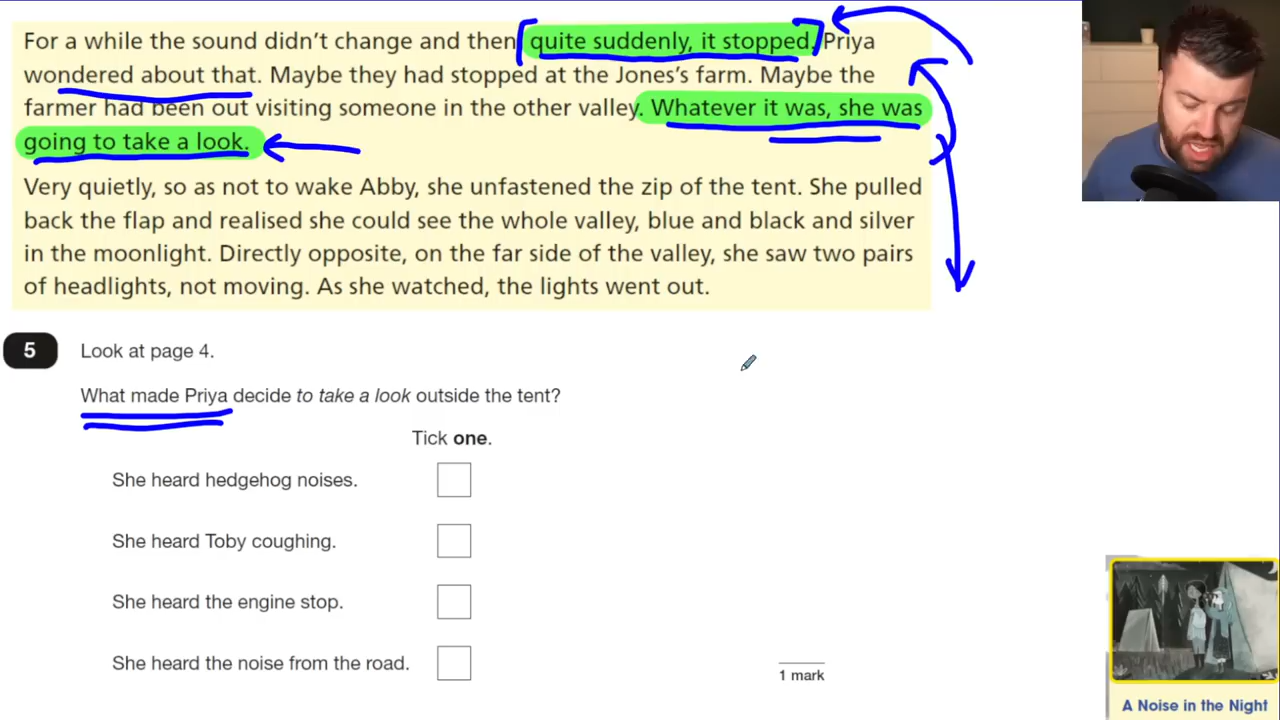 For a while the sound didn't change and then quite suddenly, it stopped. Priya
wondered about that. Maybe they had stopped at the Jones's farm. Maybe the
farmer had been out visiting someone in the other valley. Whatever it was, she was
going to take a look.
Very quietly, so as not to wake Abby, she unfastened the zip of the tent. She pulled
back the flap and realised she could see the whole valley, blue and black and silver
in the moonlight. Directly opposite, on the far side of the valley, she saw two pairs
of headlights, not moving. As she watched, the lights went out.
5 Look at page 4.
What made Priya decide to take a look outside the tent?
Tick one.
She heard hedgehog noises.
She heard Toby coughing.
She heard the engine stop.
She heard the noise from the road.
1 mark
A Noise in the Night